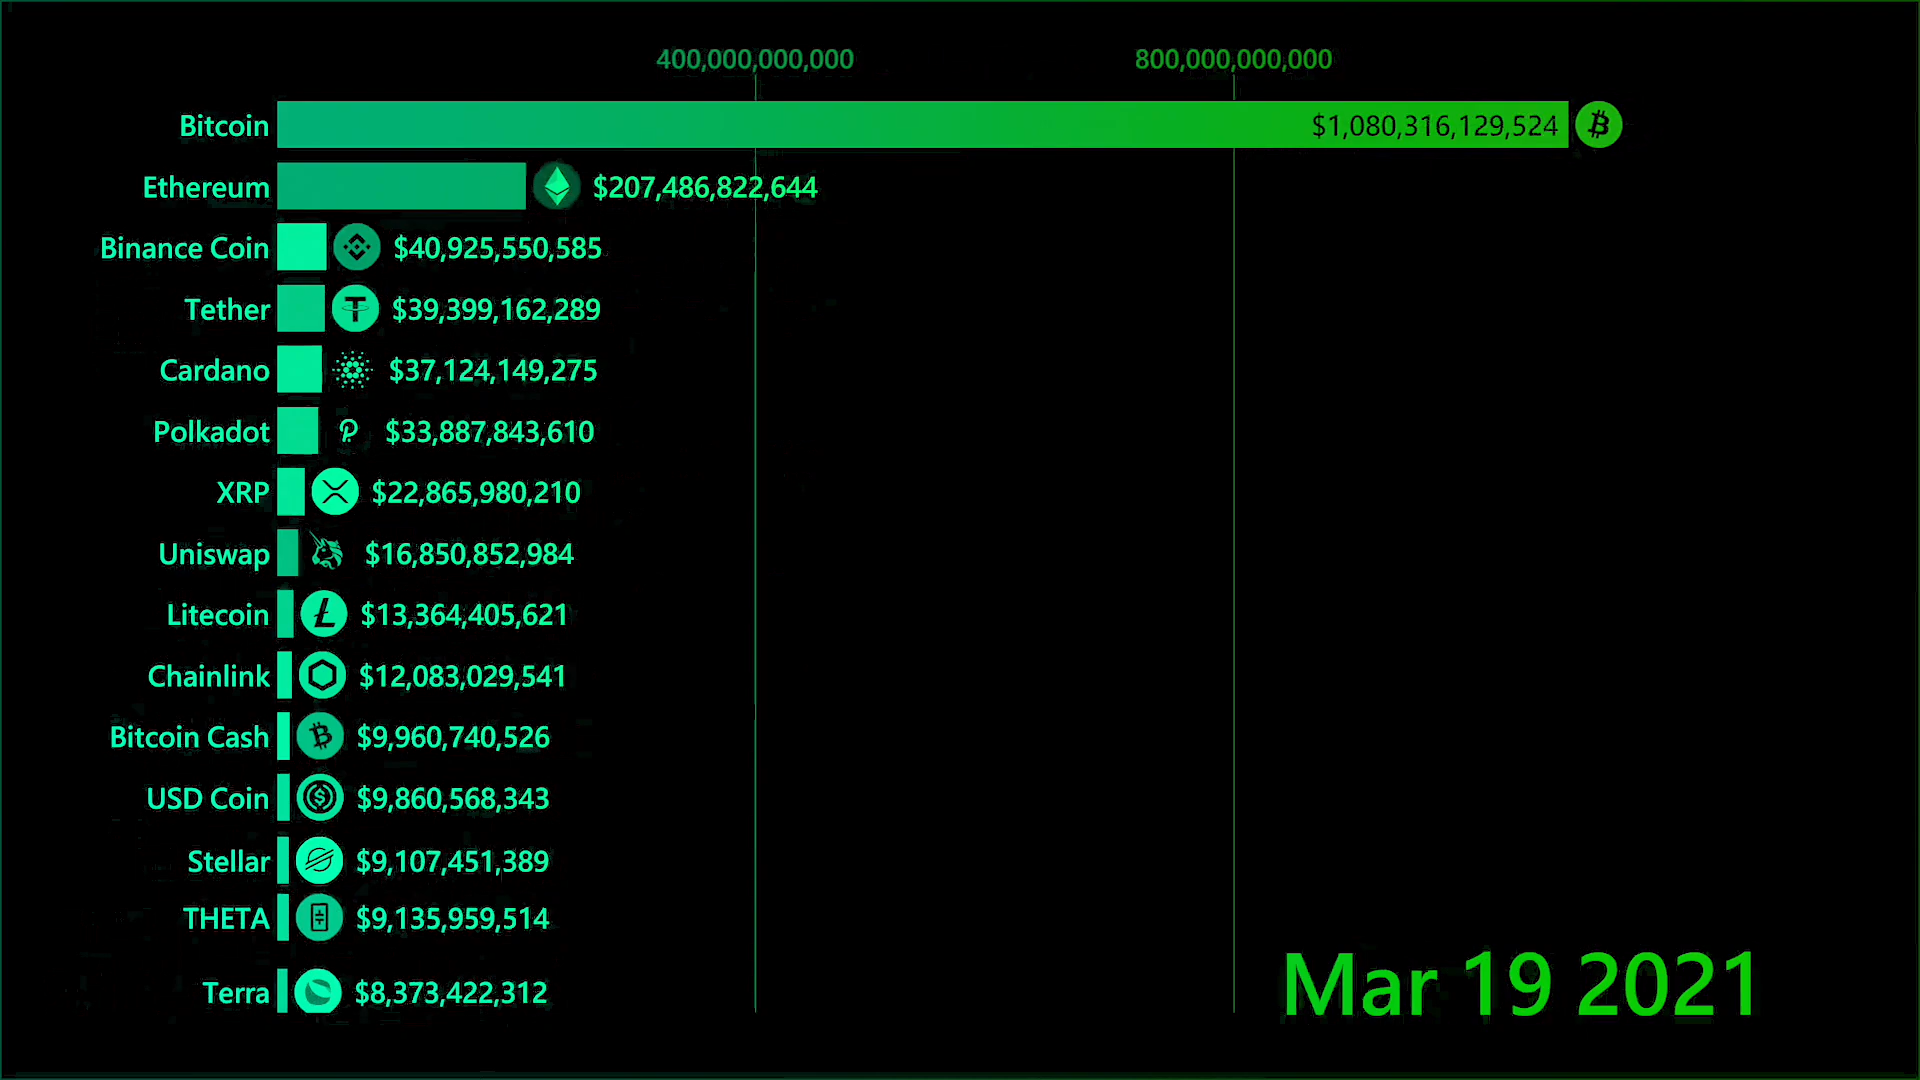 400,000,000,000 800,000,000,000
Bitcoin $1,080,316,129,524
Ethereum $207,486,822,644
Binance Coin $40,925,550,585
Tether $39,399,162,289
Cardano $37,124,149,275
Polkadot $33,887,843,610
XRP $22,865,980,210
Uniswap $16,850,852,984
Litecoin $13,364,405,621
Chainlink $12,083,029,541
Bitcoin Cash $9,960,740,526
USD Coin $9,860,568,343
Stellar $9,107,451,389
THETA $9,135,959,514
Terra $8,373,422,312
Mar 19 2021